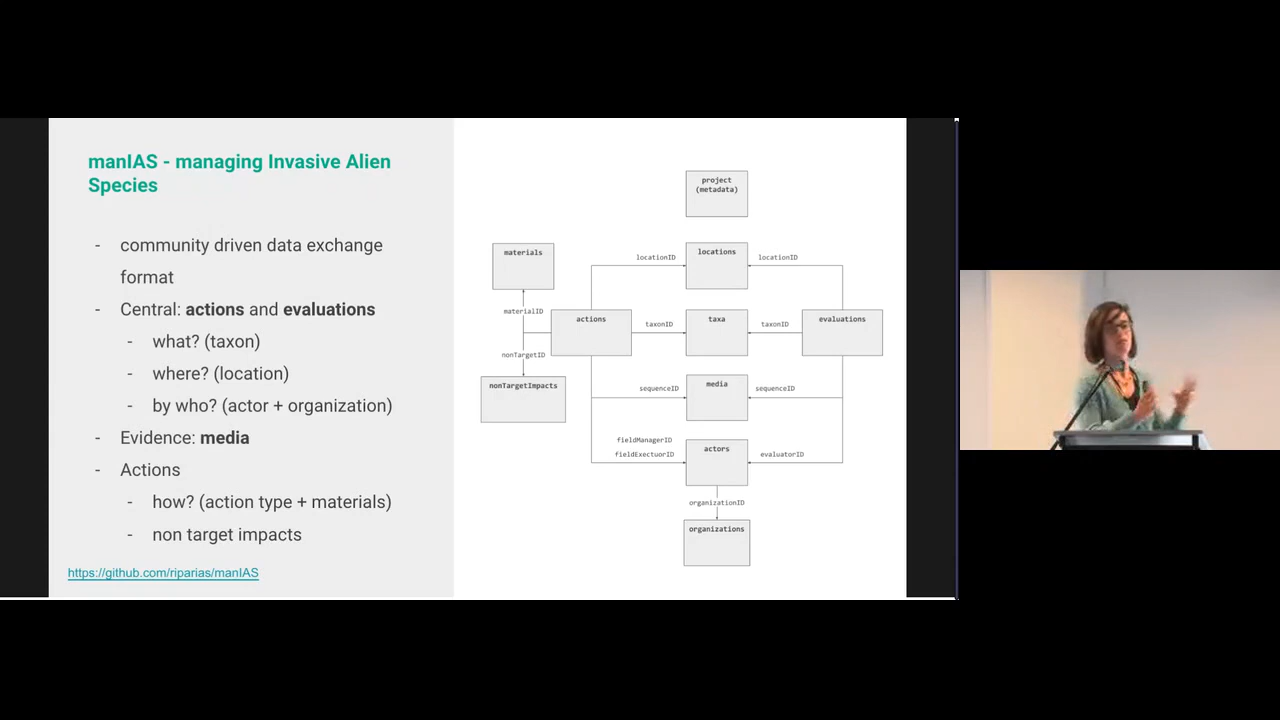 manIAS - managing Invasive Alien
Species
- community driven data exchange
format
- Central: actions and evaluations
- what? (taxon)
- where? (location)
- by who? (actor + organization)
- Evidence: media
- Actions
- how? (action type + materials)
- non target impacts
https://github.com/riparias/manIAS
project
(metadata)
materials
locationID
locations
locationID
materialID
actions
taxonID
taxa
taxonID
evaluations
nonTargetID
nonTargetImpacts
sequenceID
media
sequenceID
fieldManagerID
fieldExectuorID
actors
evaluatorID
organizationID
organizations